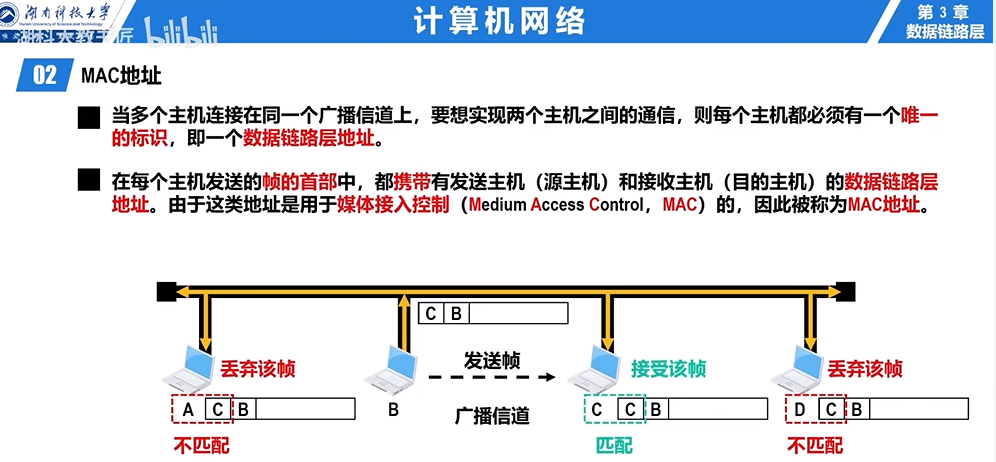 湖南科技大学
Hunan University of Science and Technology
计算机网络
第 3 章
数据链路层
湖科大教书匠 bilibili
02 MAC地址
当多个主机连接在同一个广播信道上，要想实现两个主机之间的通信，则每个主机都必须有一个唯一
的标识，即一个数据链路层地址。
在每个主机发送的帧的首部中，都携带有发送主机（源主机）和接收主机（目的主机）的数据链路层
地址。由于这类地址是用于媒体接入控制（Medium Access Control，MAC）的，因此被称为MAC地址。
C B
丢弃该帧
发送帧
接受该帧
丢弃该帧
A C B
B
广播信道
C C B
D C B
不匹配
匹配
不匹配